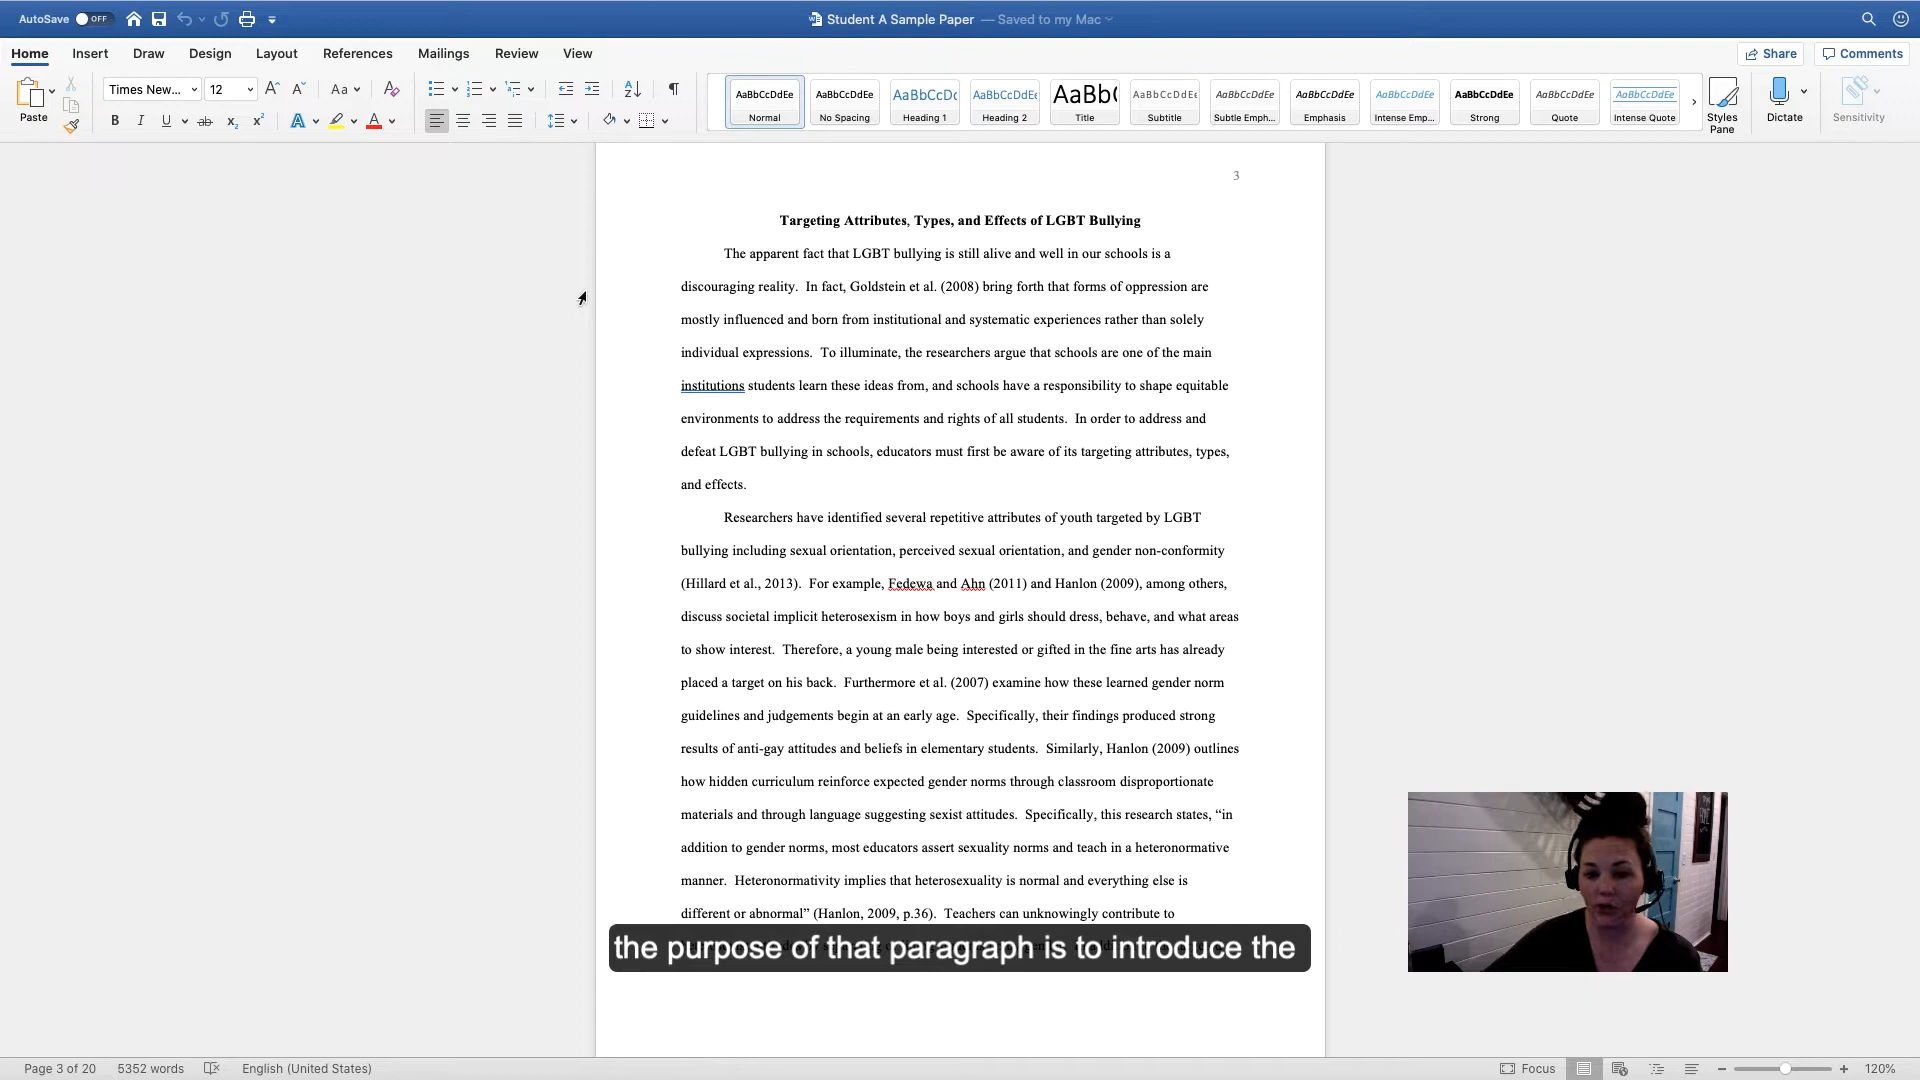 AutoSave OFF
Student A Sample Paper — Saved to my Mac
Home Insert Draw Design Layout References Mailings Review View
Share Comments
Paste
Times New... 12
Aa
A
B I U ab x₂ x²
A A
AaBbCcDdEe AaBbCcDdEe AaBbCcDc AaBbCcDdEe AaBb( AaBbCcDdEe AaBbCcDdEe AaBbCcDdEe AaBbCcDdEe AaBbCcDdEe AaBbCcDdEe AaBbCcDdEe
Normal No Spacing Heading 1 Heading 2 Title Subtitle Subtle Emph... Emphasis Intense Emp... Strong Quote Intense Quote
Styles Pane
Dictate
Sensitivity
3
Targeting Attributes, Types, and Effects of LGBT Bullying
The apparent fact that LGBT bullying is still alive and well in our schools is a
discouraging reality. In fact, Goldstein et al. (2008) bring forth that forms of oppression are
mostly influenced and born from institutional and systematic experiences rather than solely
individual expressions. To illuminate, the researchers argue that schools are one of the main
institutions students learn these ideas from, and schools have a responsibility to shape equitable
environments to address the requirements and rights of all students. In order to address and
defeat LGBT bullying in schools, educators must first be aware of its targeting attributes, types,
and effects.
Researchers have identified several repetitive attributes of youth targeted by LGBT
bullying including sexual orientation, perceived sexual orientation, and gender non-conformity
(Hillard et al., 2013). For example, Fedewa and Ahn (2011) and Hanlon (2009), among others,
discuss societal implicit heterosexism in how boys and girls should dress, behave, and what areas
to show interest. Therefore, a young male being interested or gifted in the fine arts has already
placed a target on his back. Furthermore et al. (2007) examine how these learned gender norm
guidelines and judgements begin at an early age. Specifically, their findings produced strong
results of anti-gay attitudes and beliefs in elementary students. Similarly, Hanlon (2009) outlines
how hidden curriculum reinforce expected gender norms through classroom disproportionate
materials and through language suggesting sexist attitudes. Specifically, this research states, “in
addition to gender norms, most educators assert sexuality norms and teach in a heteronormative
manner. Heteronormativity implies that heterosexuality is normal and everything else is
different or abnormal” (Hanlon, 2009, p.36). Teachers can unknowingly contribute to
the purpose of that paragraph is to introduce the
Page 3 of 20 5352 words English (United States) Focus 120%